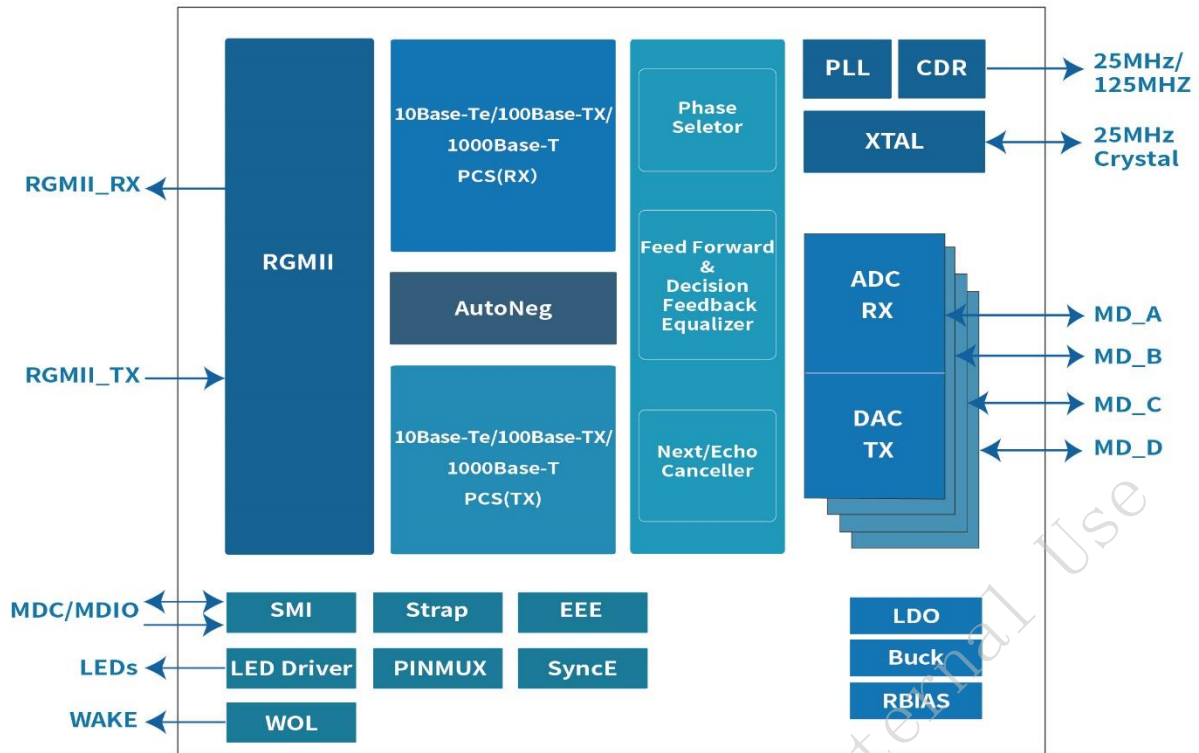 PLL
CDR
25MHz/
125MHZ
10Base-Te/100Base-TX/
1000Base-T
PCS(RX)
Phase
Seletor
XTAL
25MHz
Crystal
RGMII_RX
RGMII
Feed Forward
&
Decision
Feedback
Equalizer
ADC
RX
AutoNeg
MD_A
MD_B
RGMII_TX
MD_C
DAC
TX
MD_D
10Base-Te/100Base-TX/
1000Base-T
PCS(TX)
Next/Echo
Canceller
MDC/MDIO
SMI
Strap
EEE
LDO
LEDs
LED Driver
PINMUX
SyncE
Buck
WAKE
WOL
RBIAS
Use